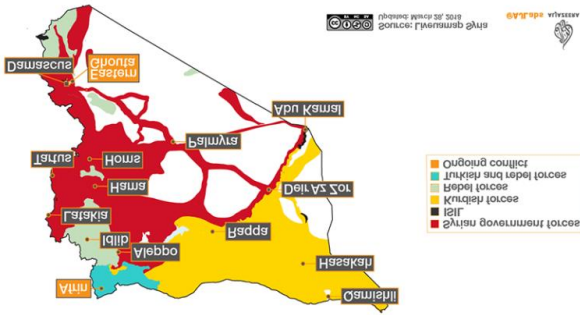 Qamishli
Afrin
Hasakah
Aleppo
Idlib
Raqqa
Latakia
Hama
Deir Az Zor
Tartus
Homs
Palmyra
Abu Kamal
Eastern
Ghouta
Damascus
Syrian government forces
ISIL
Kurdish forces
Rebel forces
Turkish and rebel forces
Ongoing conflict
Source: Liveuamap Syria
Updated: March 28, 2018
@AJLabs ALJAZEERA